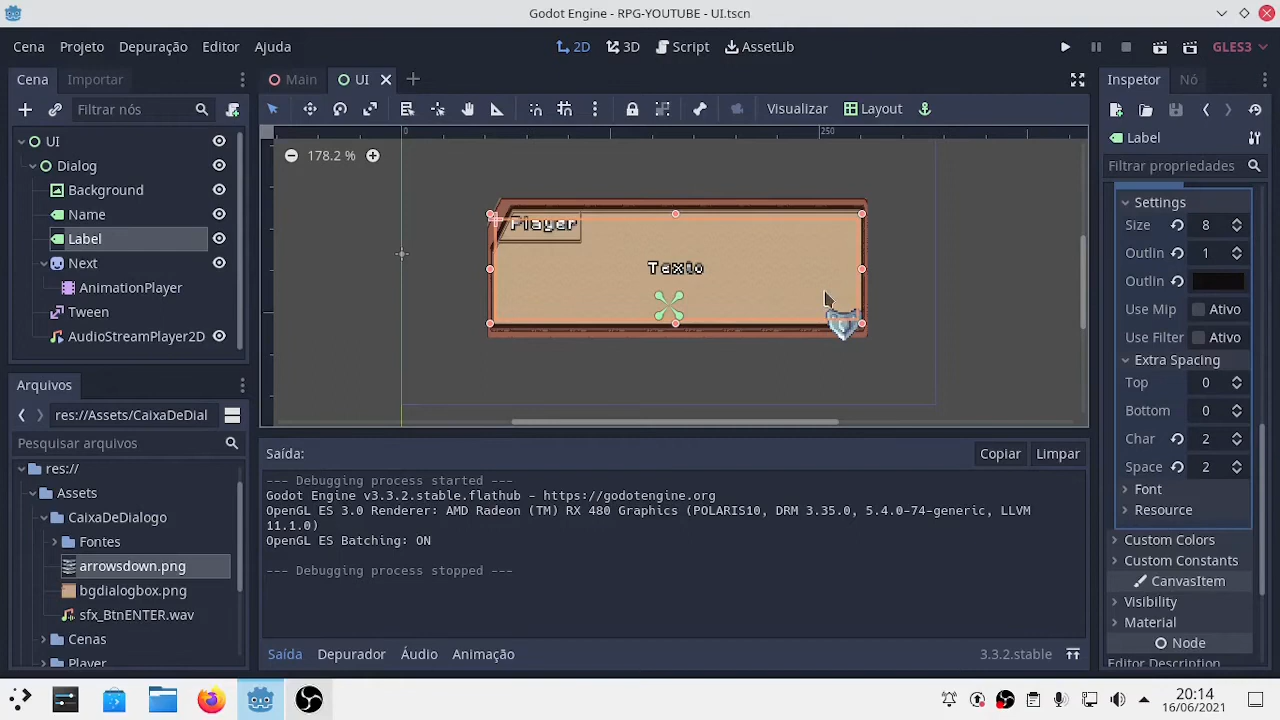 Godot Engine - RPG-YOUTUBE - UI.tscn
Cena Projeto Depuração Editor Ajuda
2D 3D Script AssetLib
GLES3
Cena Importar
Main UI
Inspetor Nó
Filtrar nós
Visualizar Layout
Label
Filtrar propriedades
UI
Dialog
Background
Name
Label
Next
AnimationPlayer
Tween
AudioStreamPlayer2D
0 250
178.2 %
Player
Texto
Settings
Size 8
Outlin 1
Outlin
Use Mip Ativo
Use Filter Ativo
Extra Spacing
Top 0
Bottom 0
Char 2
Space 2
Font
Resource
Custom Colors
Custom Constants
CanvasItem
Visibility
Material
Node
Editor Description
Arquivos
res://Assets/CaixaDeDial
Pesquisar arquivos
res://
Assets
CaixaDeDialogo
Fontes
arrowsdown.png
bgdialogbox.png
sfx_BtnENTER.wav
Cenas
Player
Saída:
Copiar Limpar
--- Debugging process started ---
Godot Engine v3.3.2.stable.flathub - https://godotengine.org
OpenGL ES 3.0 Renderer: AMD Radeon (TM) RX 480 Graphics (POLARIS10, DRM 3.35.0, 5.4.0-74-generic, LLVM
11.1.0)
OpenGL ES Batching: ON
--- Debugging process stopped ---
Saída Depurador Áudio Animação
3.3.2.stable
20:14
16/06/2021